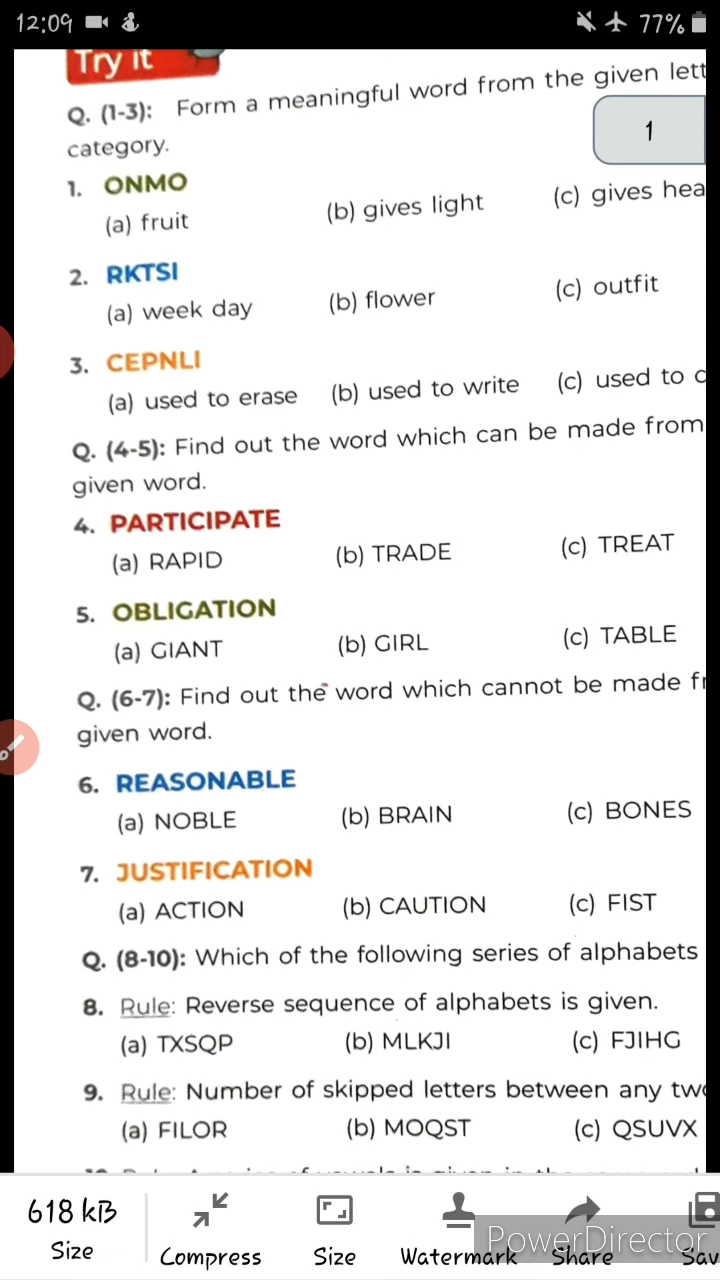 12:09 77%
Try it
Q. (1-3): Form a meaningful word from the given lett
category.
1
1. ONMO
(a) fruit (b) gives light (c) gives hea
2. RKTSI
(a) week day (b) flower (c) outfit
3. CEPNLI
(a) used to erase (b) used to write (c) used to c
Q. (4-5): Find out the word which can be made from
given word.
4. PARTICIPATE
(a) RAPID (b) TRADE (c) TREAT
5. OBLIGATION
(a) GIANT (b) GIRL (c) TABLE
Q. (6-7): Find out the word which cannot be made fr
given word.
6. REASONABLE
(a) NOBLE (b) BRAIN (c) BONES
7. JUSTIFICATION
(a) ACTION (b) CAUTION (c) FIST
Q. (8-10): Which of the following series of alphabets
8. Rule: Reverse sequence of alphabets is given.
(a) TXSQP (b) MLKJI (c) FJIHG
9. Rule: Number of skipped letters between any two
(a) FILOR (b) MOQST (c) QSUVX
618 kB
Size Compress Size Watermark Share Sav
PowerDirector